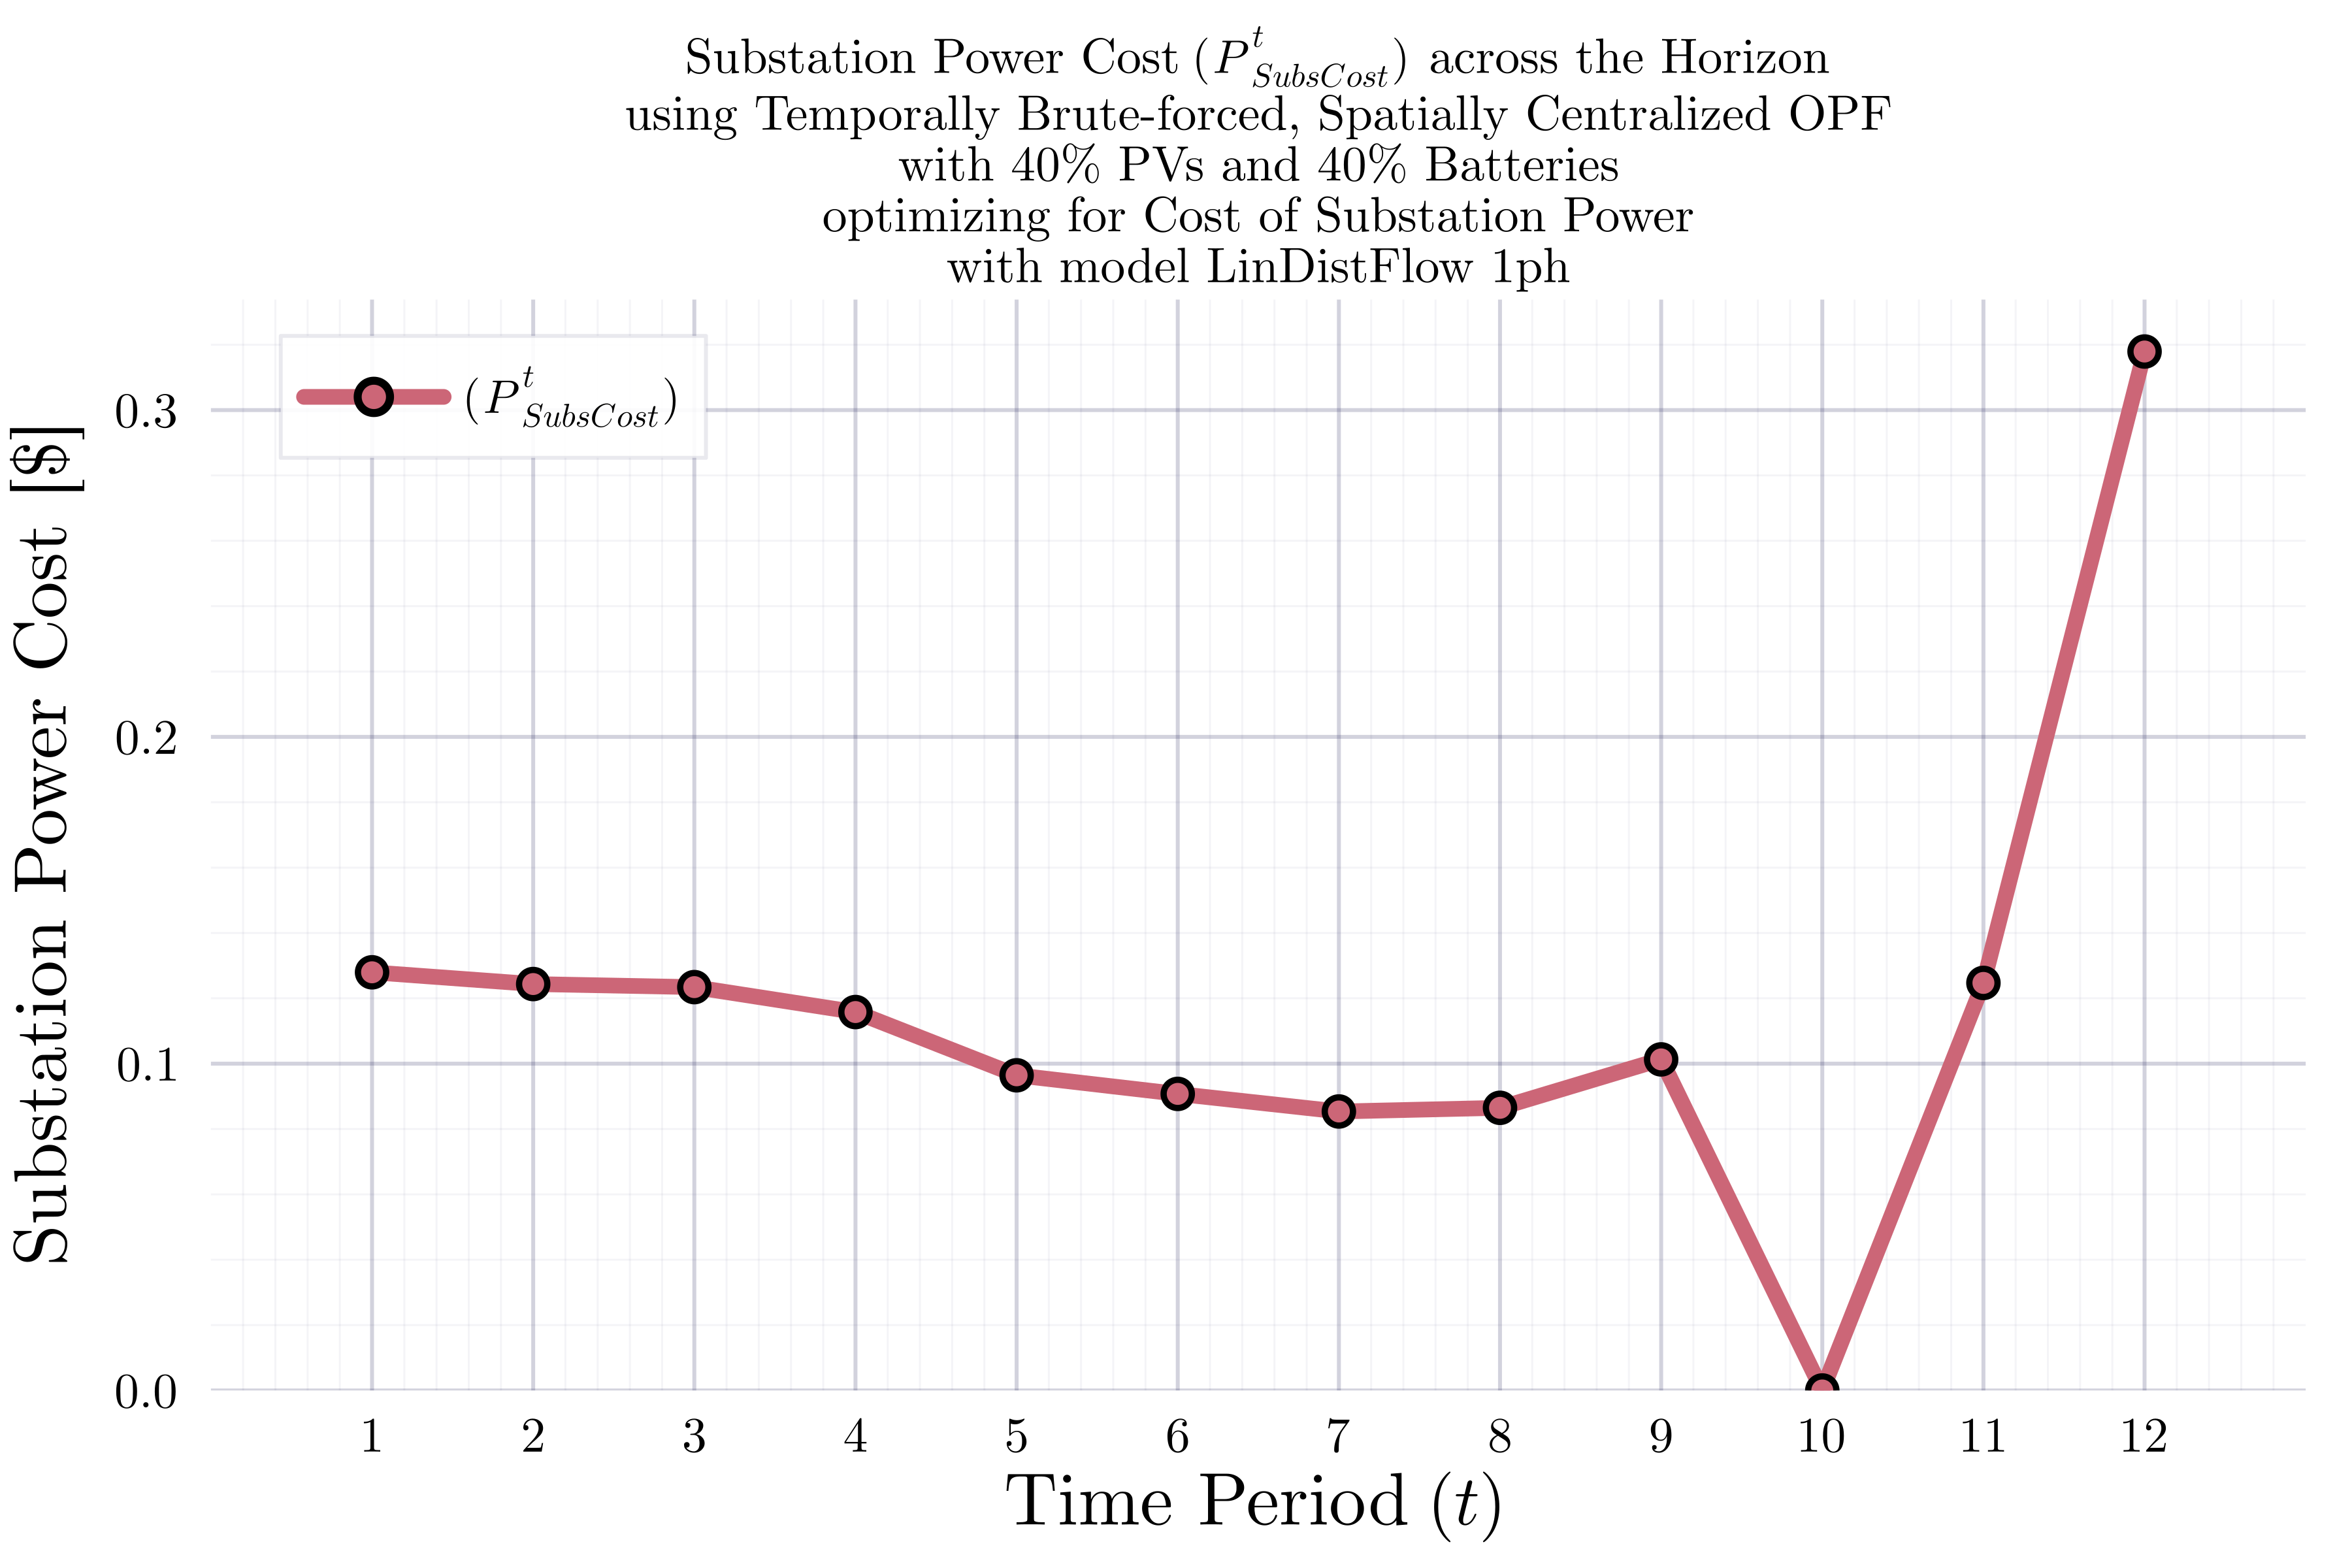 Substation Power Cost (P^t_SubsCost) across the Horizon
using Temporally Brute-forced, Spatially Centralized OPF
with 40% PVs and 40% Batteries
optimizing for Cost of Substation Power
with model LinDistFlow 1ph
(P^t_SubsCost)
Substation Power Cost [$]
0.3
0.2
0.1
0.0
1 2 3 4 5 6 7 8 9 10 11 12
Time Period (t)